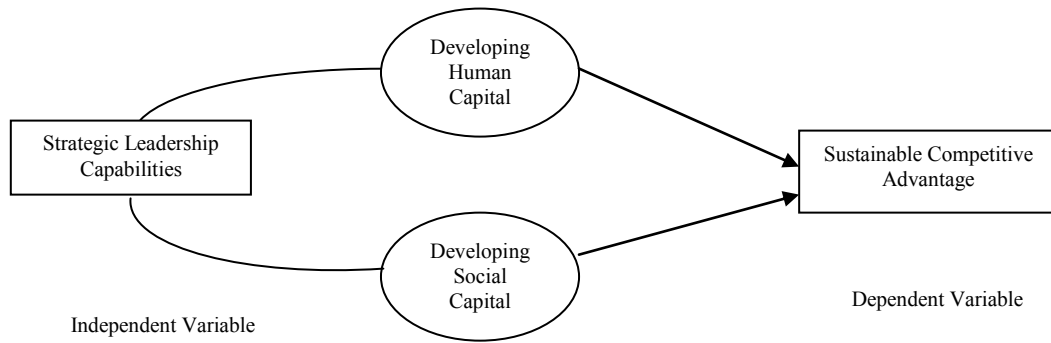 Developing
Human
Capital
Strategic Leadership
Capabilities
Sustainable Competitive
Advantage
Developing
Social
Capital
Independent Variable
Dependent Variable